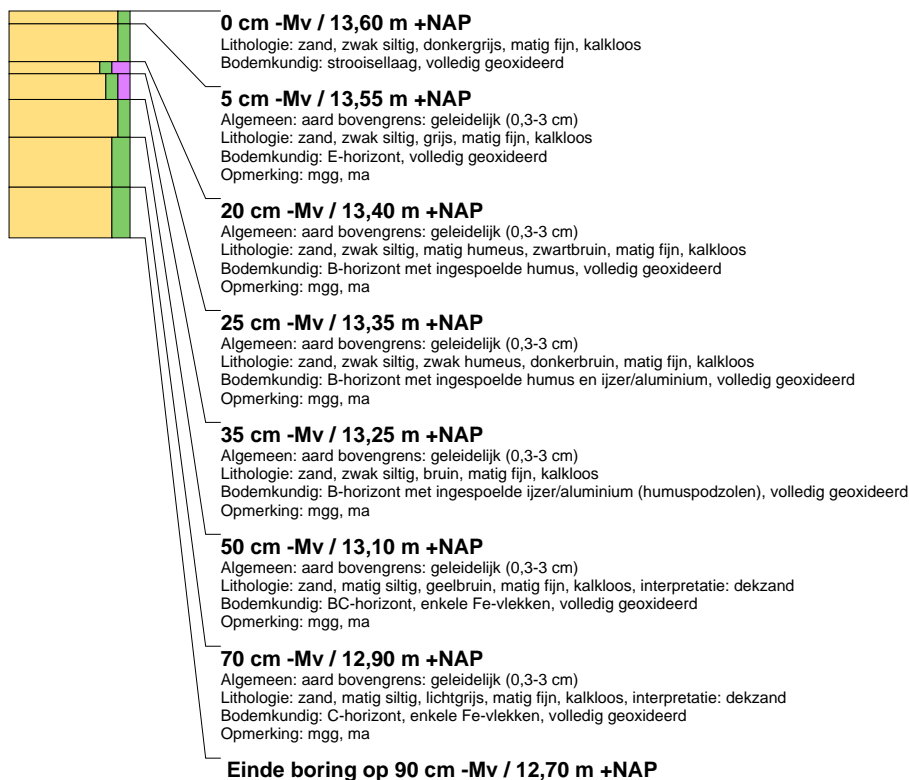 0 cm -Mv / 13,60 m +NAP
Lithologie: zand, zwak siltig, donkergrijs, matig fijn, kalkloos
Bodemkundig: strooisellaag, volledig geoxideerd
5 cm -Mv / 13,55 m +NAP
Algemeen: aard bovengrens: geleidelijk (0,3-3 cm)
Lithologie: zand, zwak siltig, grijs, matig fijn, kalkloos
Bodemkundig: E-horizont, volledig geoxideerd
Opmerking: mgg, ma
20 cm -Mv / 13,40 m +NAP
Algemeen: aard bovengrens: geleidelijk (0,3-3 cm)
Lithologie: zand, zwak siltig, matig humeus, zwartbruin, matig fijn, kalkloos
Bodemkundig: B-horizont met ingespoelde humus, volledig geoxideerd
Opmerking: mgg, ma
25 cm -Mv / 13,35 m +NAP
Algemeen: aard bovengrens: geleidelijk (0,3-3 cm)
Lithologie: zand, zwak siltig, zwak humeus, donkerbruin, matig fijn, kalkloos
Bodemkundig: B-horizont met ingespoelde humus en ijzer/aluminium, volledig geoxideerd
Opmerking: mgg, ma
35 cm -Mv / 13,25 m +NAP
Algemeen: aard bovengrens: geleidelijk (0,3-3 cm)
Lithologie: zand, zwak siltig, bruin, matig fijn, kalkloos
Bodemkundig: B-horizont met ingespoelde ijzer/aluminium (humuspodzolen), volledig geoxideerd
Opmerking: mgg, ma
50 cm -Mv / 13,10 m +NAP
Algemeen: aard bovengrens: geleidelijk (0,3-3 cm)
Lithologie: zand, matig siltig, geelbruin, matig fijn, kalkloos, interpretatie: dekzand
Bodemkundig: BC-horizont, enkele Fe-vlekken, volledig geoxideerd
Opmerking: mgg, ma
70 cm -Mv / 12,90 m +NAP
Algemeen: aard bovengrens: geleidelijk (0,3-3 cm)
Lithologie: zand, matig siltig, lichtgrijs, matig fijn, kalkloos, interpretatie: dekzand
Bodemkundig: C-horizont, enkele Fe-vlekken, volledig geoxideerd
Opmerking: mgg, ma
Einde boring op 90 cm -Mv / 12,70 m +NAP